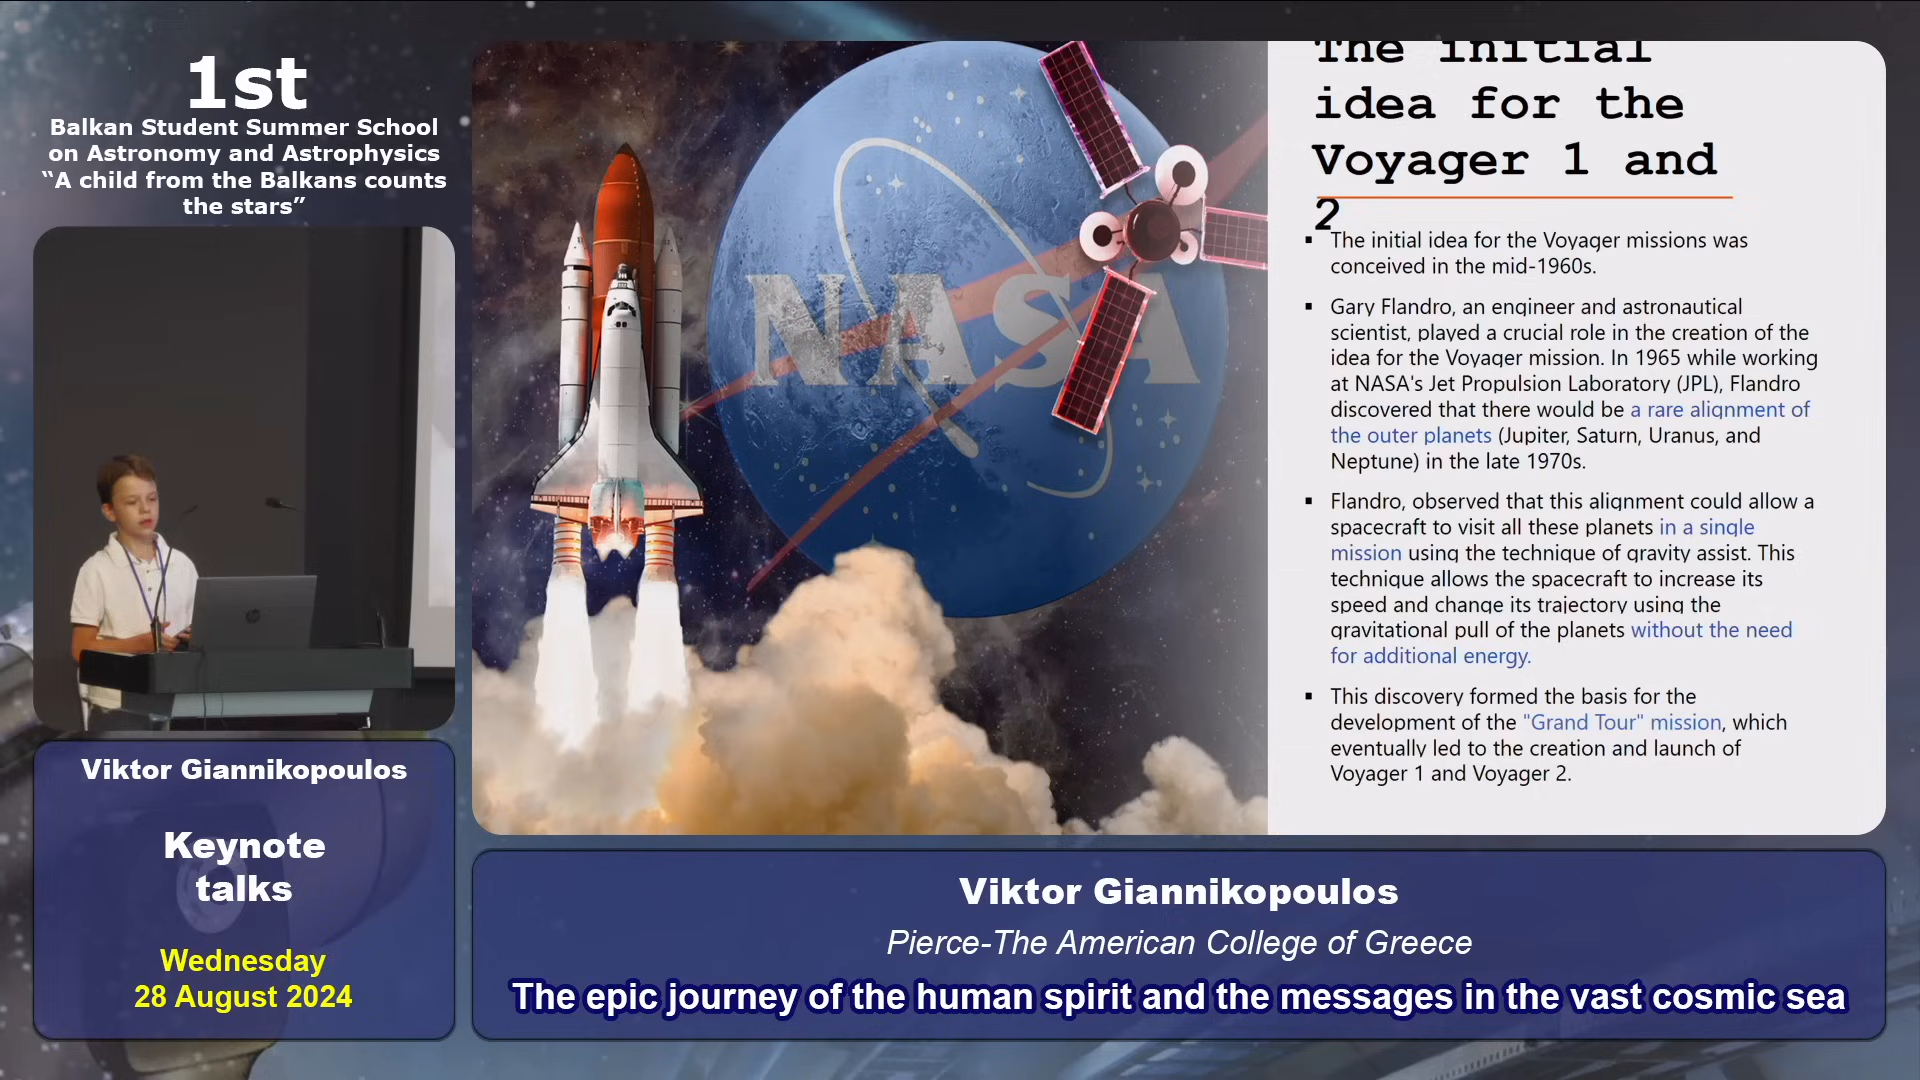 1st
Balkan Student Summer School
on Astronomy and Astrophysics
“A child from the Balkans counts
the stars”
Viktor Giannikopoulos
Keynote
talks
Wednesday
28 August 2024
NASA
The initial
idea for the
Voyager 1 and
2
▪ The initial idea for the Voyager missions was
conceived in the mid-1960s.
▪ Gary Flandro, an engineer and astronautical
scientist, played a crucial role in the creation of the
idea for the Voyager mission. In 1965 while working
at NASA's Jet Propulsion Laboratory (JPL), Flandro
discovered that there would be a rare alignment of
the outer planets (Jupiter, Saturn, Uranus, and
Neptune) in the late 1970s.
▪ Flandro, observed that this alignment could allow a
spacecraft to visit all these planets in a single
mission using the technique of gravity assist. This
technique allows the spacecraft to increase its
speed and change its trajectory using the
gravitational pull of the planets without the need
for additional energy.
▪ This discovery formed the basis for the
development of the "Grand Tour" mission, which
eventually led to the creation and launch of
Voyager 1 and Voyager 2.
Viktor Giannikopoulos
Pierce-The American College of Greece
The epic journey of the human spirit and the messages in the vast cosmic sea